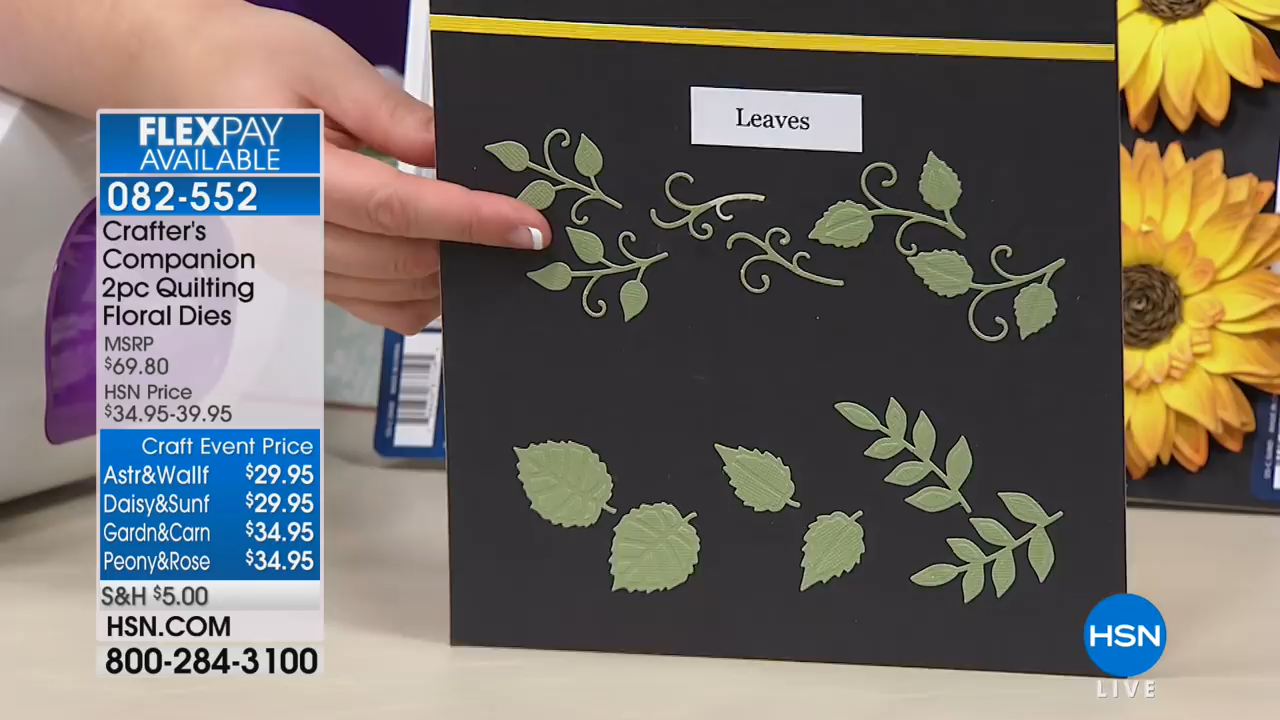 FLEXPAY
AVAILABLE
082-552
Crafter's
Companion
2pc Quilting
Floral Dies
MSRP
$69.80
HSN Price
$34.95-39.95
Craft Event Price
Astr&Wallf $29.95
Daisy&Sunf $29.95
Gardn&Carn $34.95
Peony&Rose $34.95
S&H $5.00
HSN.COM
800-284-3100
Leaves
HSN
LIVE